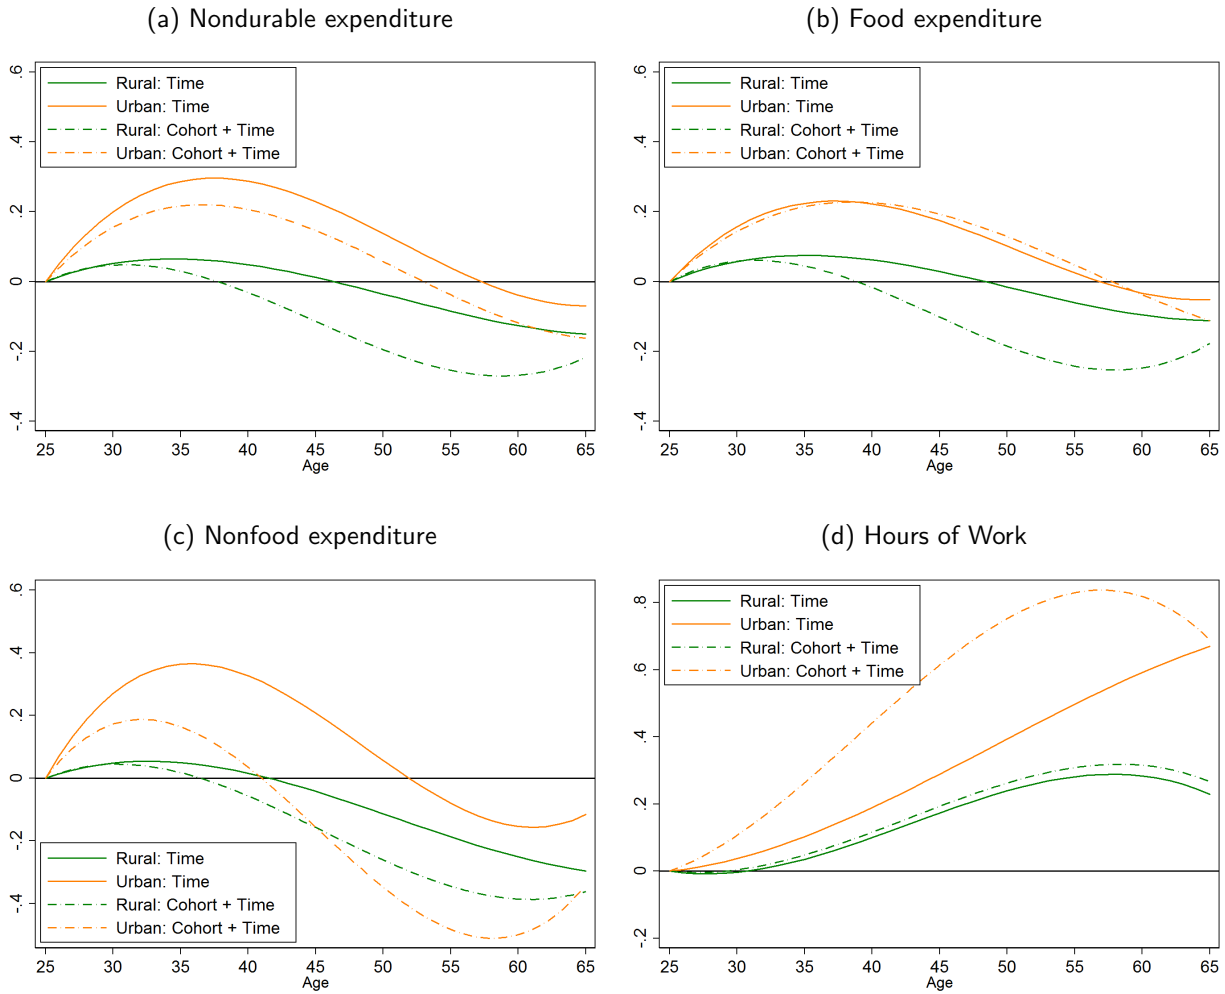 (a) Nondurable expenditure
.6
.4
.2
0
-.2
-.4
Rural: Time
Urban: Time
Rural: Cohort + Time
Urban: Cohort + Time
25 30 35 40 45 50 55 60 65
Age
(b) Food expenditure
.6
.4
.2
0
-.2
-.4
Rural: Time
Urban: Time
Rural: Cohort + Time
Urban: Cohort + Time
25 30 35 40 45 50 55 60 65
Age
(c) Nonfood expenditure
.6
.4
.2
0
-.2
-.4
Rural: Time
Urban: Time
Rural: Cohort + Time
Urban: Cohort + Time
25 30 35 40 45 50 55 60 65
Age
(d) Hours of Work
.8
.6
.4
.2
0
-.2
Rural: Time
Urban: Time
Rural: Cohort + Time
Urban: Cohort + Time
25 30 35 40 45 50 55 60 65
Age